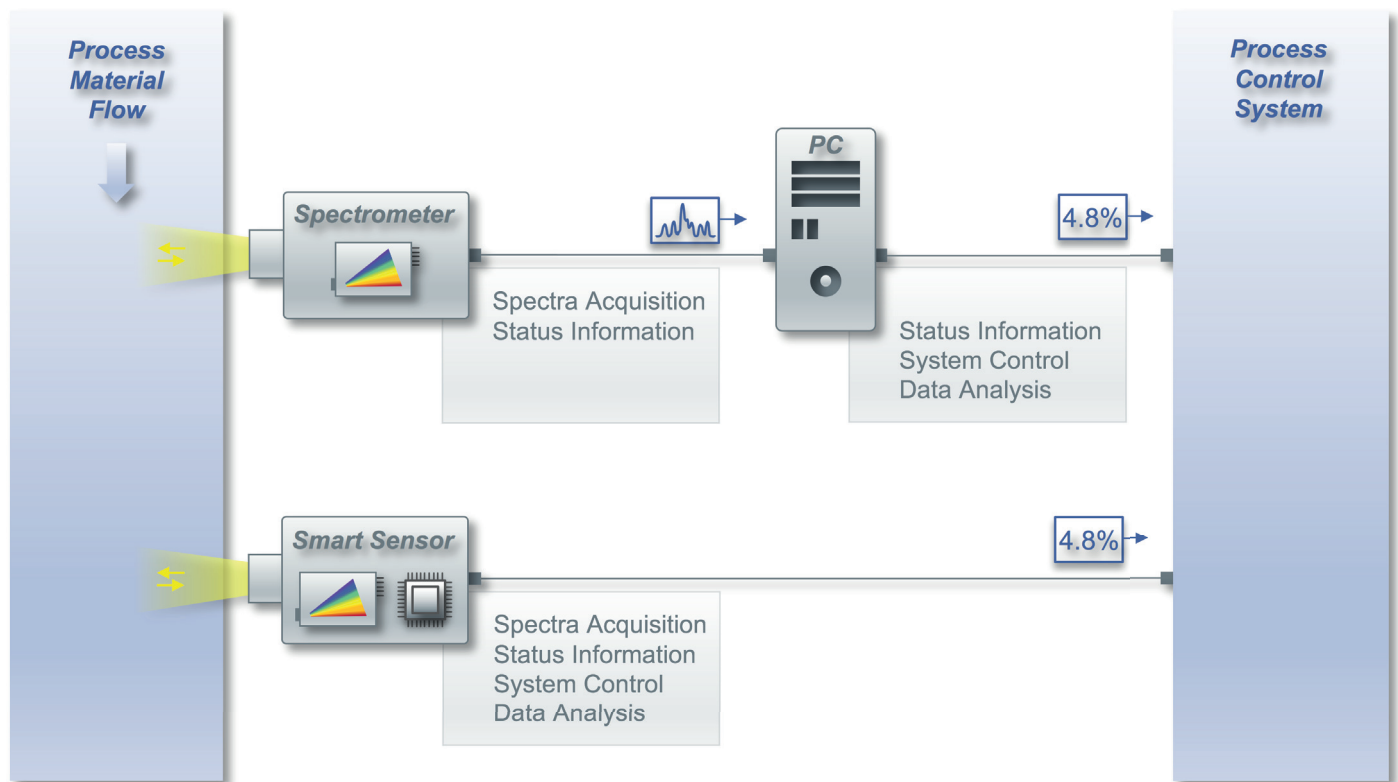 Process
Material
Flow
Process
Control
System
PC
Spectrometer
4.8%
Spectra Acquisition
Status Information
Status Information
System Control
Data Analysis
Smart Sensor
4.8%
Spectra Acquisition
Status Information
System Control
Data Analysis